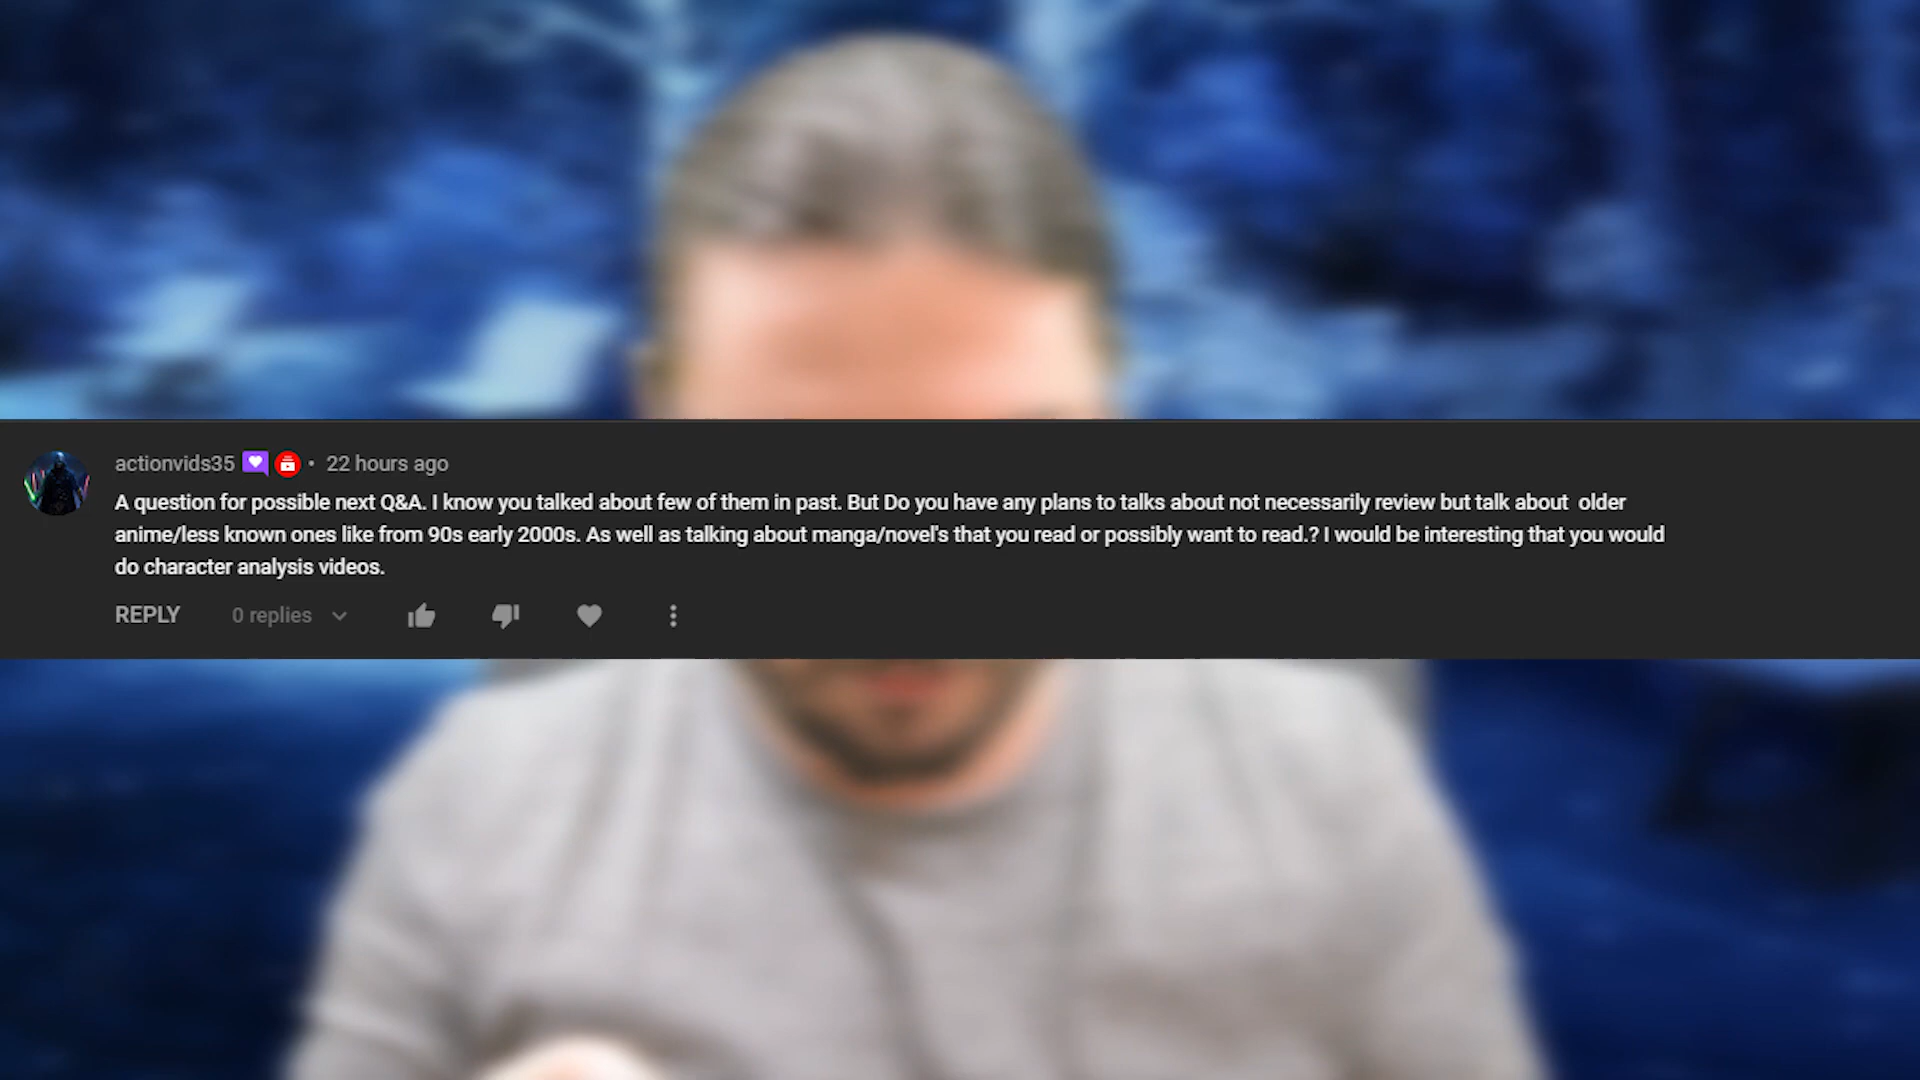 actionvids35 • 22 hours ago
A question for possible next Q&A. I know you talked about few of them in past. But Do you have any plans to talks about not necessarily review but talk about older
anime/less known ones like from 90s early 2000s. As well as talking about manga/novel's that you read or possibly want to read.? I would be interesting that you would
do character analysis videos.
REPLY 0 replies